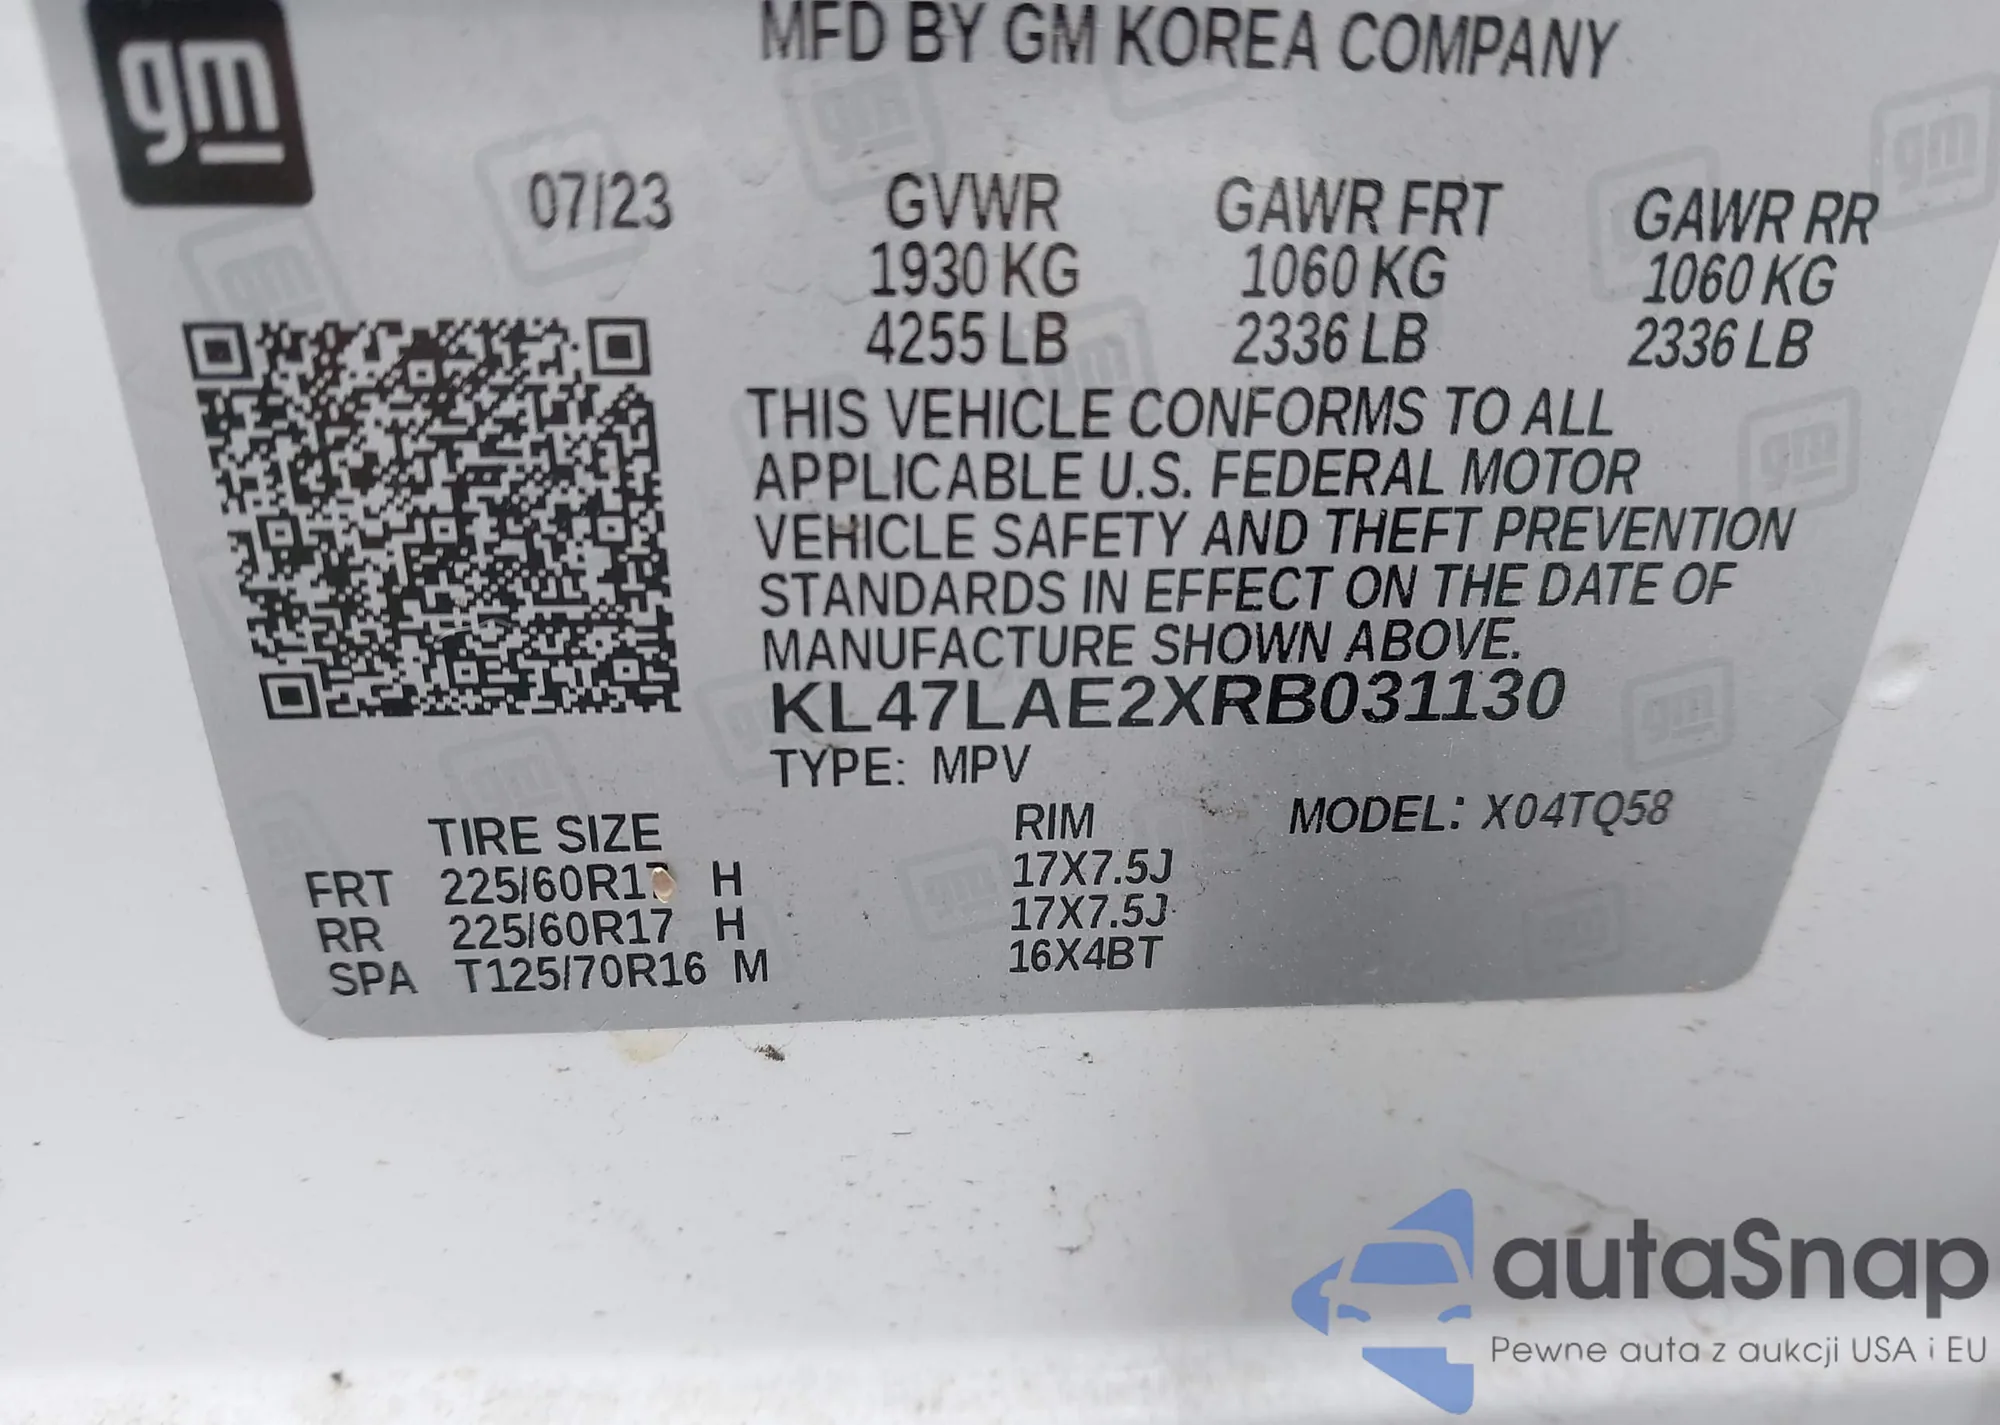 gm
MFD BY GM KOREA COMPANY
07/23
GVWR GAWR FRT GAWR RR
1930 KG 1060 KG 1060 KG
4255 LB 2336 LB 2336 LB
THIS VEHICLE CONFORMS TO ALL
APPLICABLE U.S. FEDERAL MOTOR
VEHICLE SAFETY AND THEFT PREVENTION
STANDARDS IN EFFECT ON THE DATE OF
MANUFACTURE SHOWN ABOVE.
KL47LAE2XRB031130
TYPE: MPV
TIRE SIZE RIM MODEL: X04TQ58
FRT 225/60R17 H 17X7.5J
RR 225/60R17 H 17X7.5J
SPA T125/70R16 M 16X4BT
autaSnap
Pewne auta z aukcji USA i EU